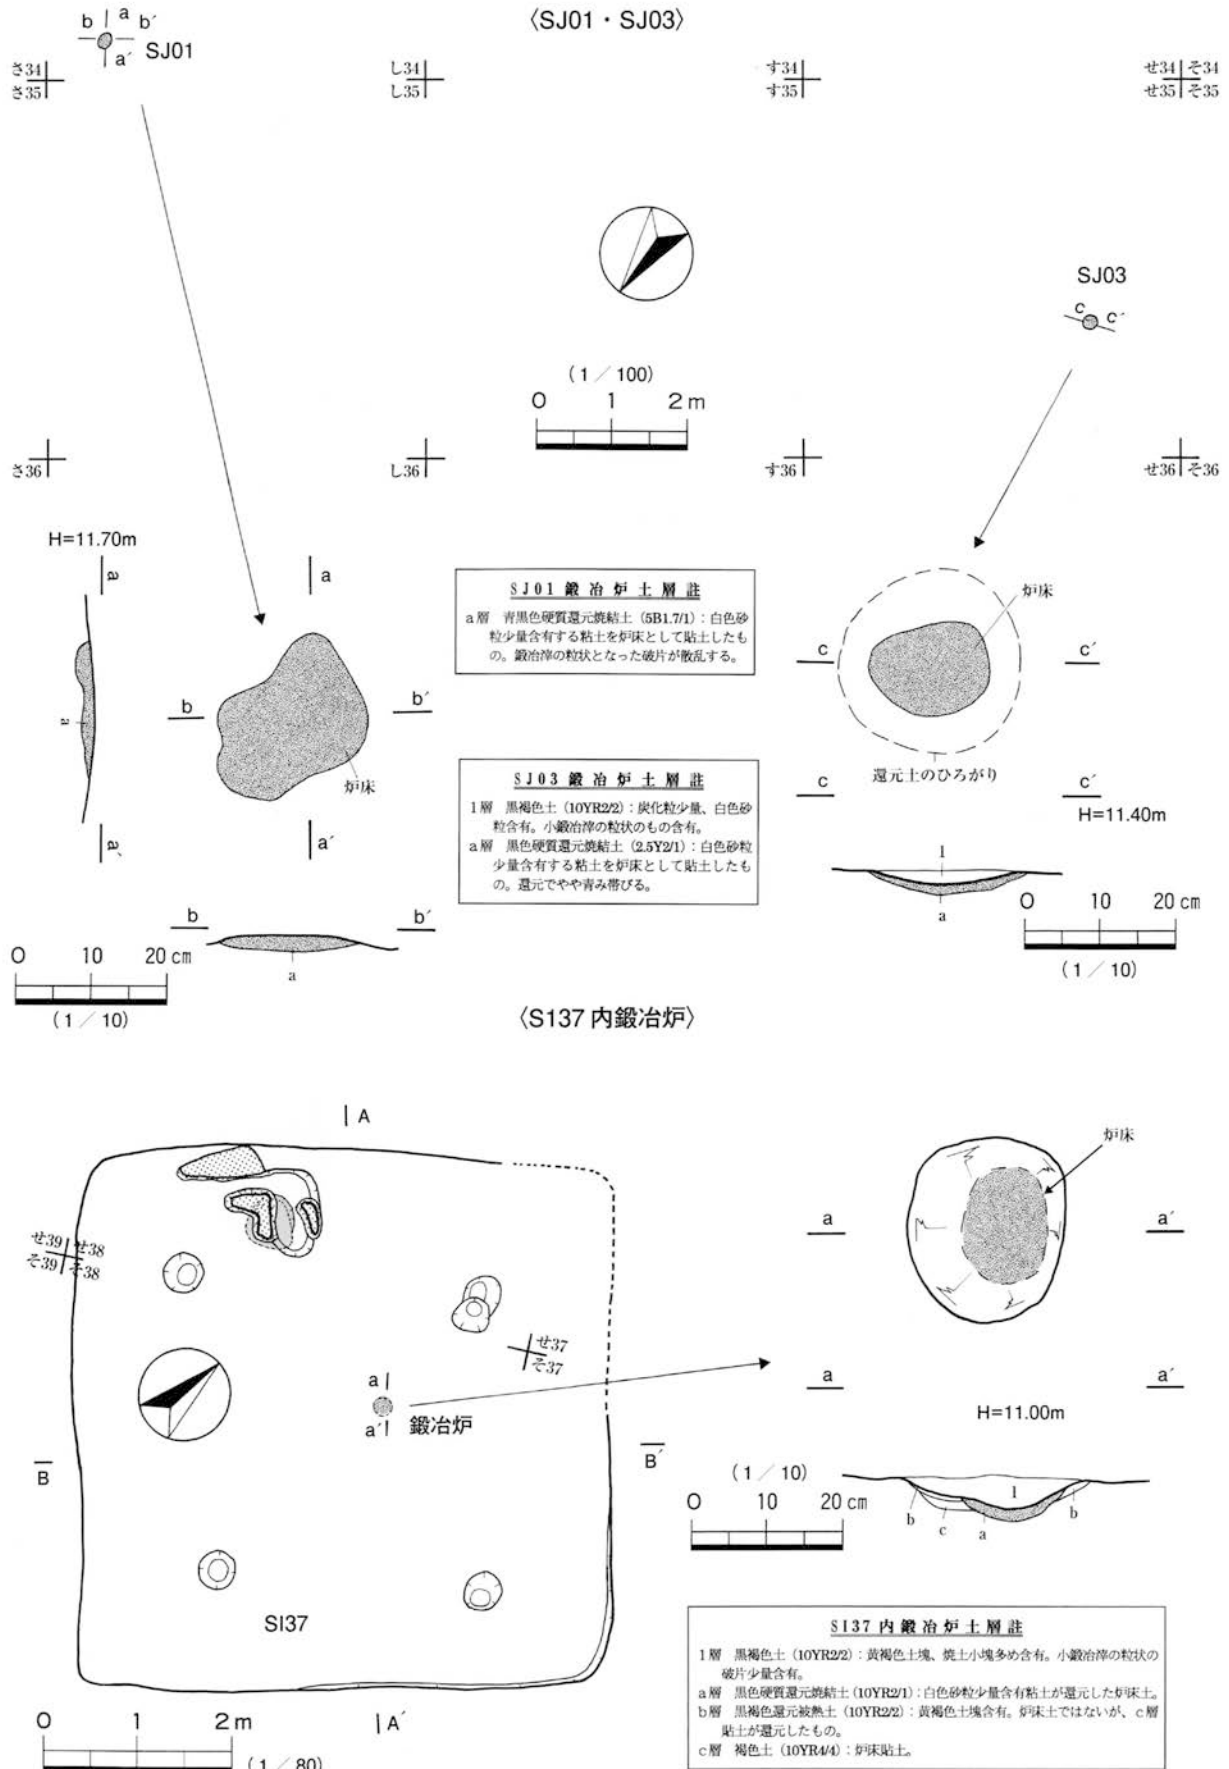 〈SJ01・SJ03〉
b a b´
a´ SJ01
さ34
さ35
し34
し35
す34
す35
せ34 そ34
せ35 そ35
SJ03
c c´
(1／100)
0 1 2m
さ36
し36
す36
せ36 そ36
H=11.70m
a
a
a´
a
b b´
炉床
a´
b b´
a
0 10 20cm
(1／10)
SJ01鍛冶炉土層註
a層 青黒色硬質還元焼結土(5B1.7/1)：白色砂
粒少量含有する粘土を炉床として貼土したも
の。鍛冶滓の粒状となった破片が散乱する。
SJ03鍛冶炉土層註
1層 黒褐色土(10YR2/2)：炭化粒少量、白色砂
粒含有。小鍛冶滓の粒状のもの含有。
a層 黒色硬質還元焼結土(2.5Y2/1)：白色砂粒
少量含有する粘土を炉床として貼土したも
の。還元でやや青み帯びる。
炉床
c c´
還元土のひろがり
c c´
H=11.40m
1
a
0 10 20cm
(1／10)
〈S137内鍛冶炉〉
A
せ39 せ38
そ39 そ38
せ37
そ37
a
a´ 鍛冶炉
B B´
SI37
A´
0 1 2m
(1／80)
炉床
a a´
a a´
H=11.00m
(1／10)
0 10 20cm
1
b c a b
SI37内鍛冶炉土層註
1層 黒褐色土(10YR2/2)：黄褐色土塊、焼土小塊多め含有。小鍛冶滓の粒状の
破片少量含有。
a層 黒色硬質還元焼結土(10YR2/1)：白色砂粒少量含有粘土が還元した炉床土。
b層 黒褐色還元被熱土(10YR2/2)：黄褐色土塊含有。炉床土ではないが、c層
貼土が還元したもの。
c層 褐色土(10YR4/4)：炉床貼土。